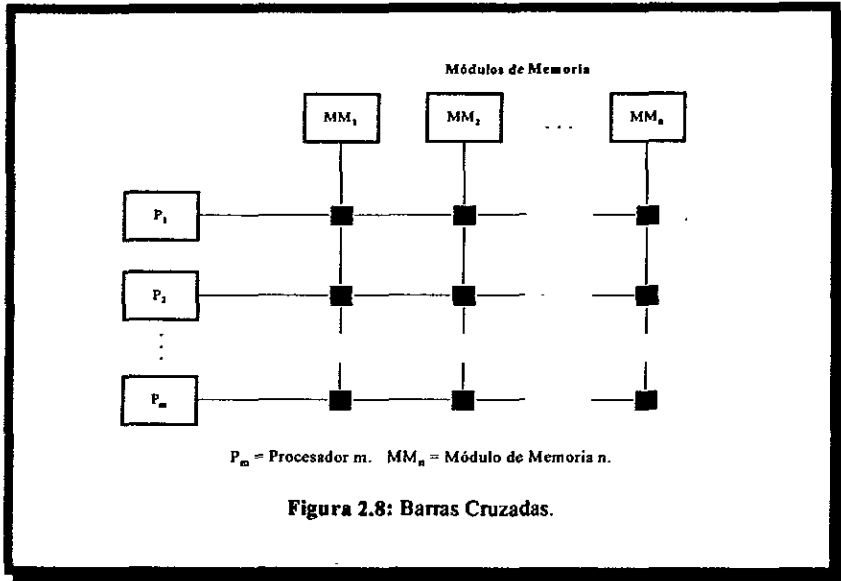 Módulos de Memoria
MM₁ MM₂ . . . MMₙ
P₁
P₂
Pₘ
Pₘ = Procesador m. MMₙ = Módulo de Memoria n.
Figura 2.8: Barras Cruzadas.